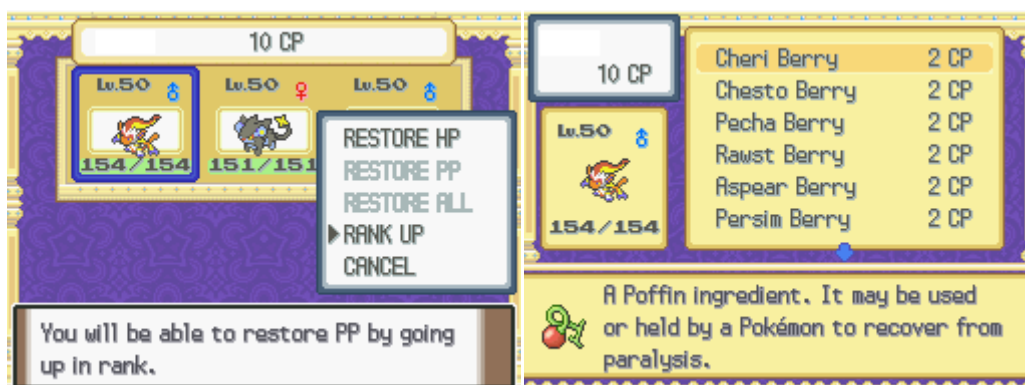 10 CP
Lv.50 ♂ Lv.50 ♀ Lv.50 ♂
154/154 151/151
RESTORE HP
RESTORE PP
RESTORE ALL
▶RANK UP
CANCEL
You will be able to restore PP by going
up in rank.
10 CP
Lv.50 ♂
154/154
Cheri Berry 2 CP
Chesto Berry 2 CP
Pecha Berry 2 CP
Rawst Berry 2 CP
Aspear Berry 2 CP
Persim Berry 2 CP
A Poffin ingredient. It may be used
or held by a Pokémon to recover from
paralysis.